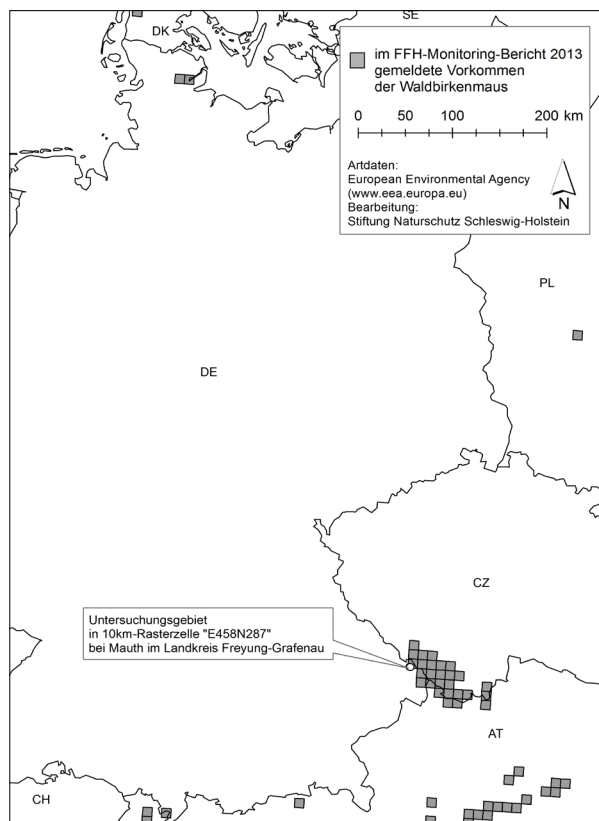 SE
DK
im FFH-Monitoring-Bericht 2013
gemeldete Vorkommen
der Waldbirkenmaus
0 50 100 200 km
Artdaten:
European Environmental Agency
(www.eea.europa.eu)
Bearbeitung:
Stiftung Naturschutz Schleswig-Holstein
N
PL
DE
CZ
Untersuchungsgebiet
in 10km-Rasterzelle "E458N287"
bei Mauth im Landkreis Freyung-Grafenau
AT
CH